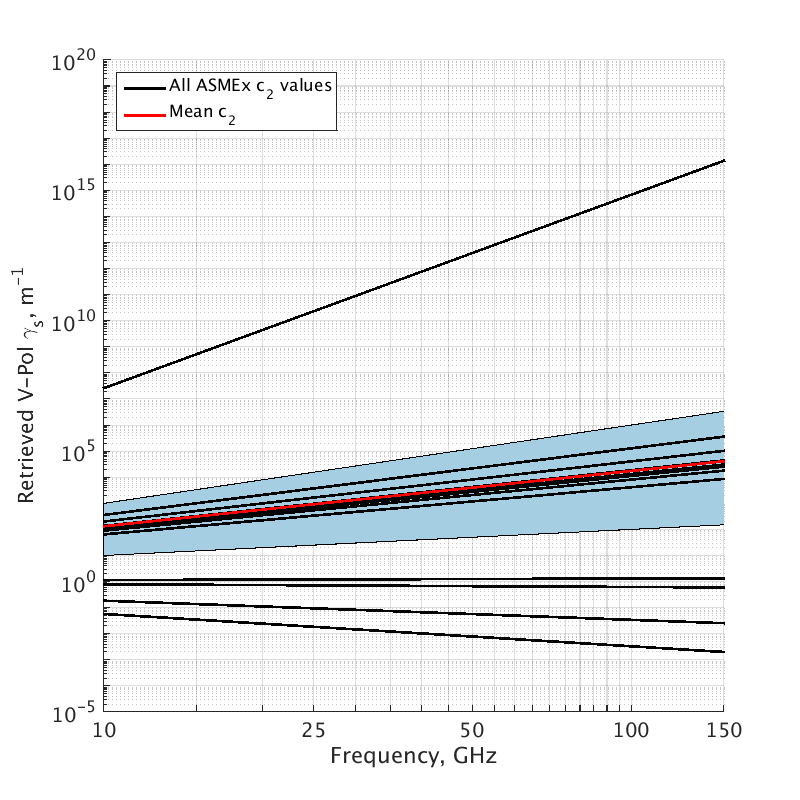 All ASMEx c2 values
Mean c2
10^20
10^15
10^10
10^5
10^0
10^-5
Retrieved V-Pol γs, m^-1
10 25 50 100 150
Frequency, GHz